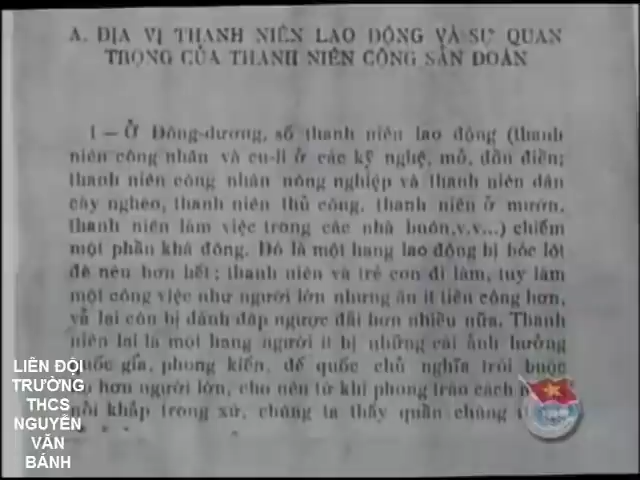 A. ĐỊA VỊ THANH NIÊN LAO ĐỘNG VÀ SỰ QUAN
TRỌNG CỦA THANH NIÊN CỘNG SẢN ĐOÀN
1 — Ở Đông-dương, số thanh niên lao động (thanh
niên công nhân và cu-li ở các kỹ nghệ, mỏ, đồn điền;
thanh niên công nhân nông nghiệp và thanh niên dân
cày nghèo, thanh niên thủ công, thanh niên ở mướn,
thanh niên làm việc trong các nhà buôn,v.v...) chiếm
một phần khá đông. Đó là một hạng lao động bị bóc lột
đê nều hơn hết; thanh niên và trẻ con đi làm, tuy làm
một công việc như người lớn nhưng ăn ít tiền công hơn,
vả lại còn bị đánh đập ngược đãi hơn nhiều nữa. Thanh
niên lại là một hạng người ít bị những cái ảnh hưởng
quốc gia, phong kiến, đế quốc chủ nghĩa trói buộc
hơn người lớn, cho nên từ khi phong trào cách
nổi khắp trong xứ, chúng ta thấy quần chúng
LIÊN ĐỘI
TRƯỜNG
THCS
NGUYỄN
VĂN
BÁNH